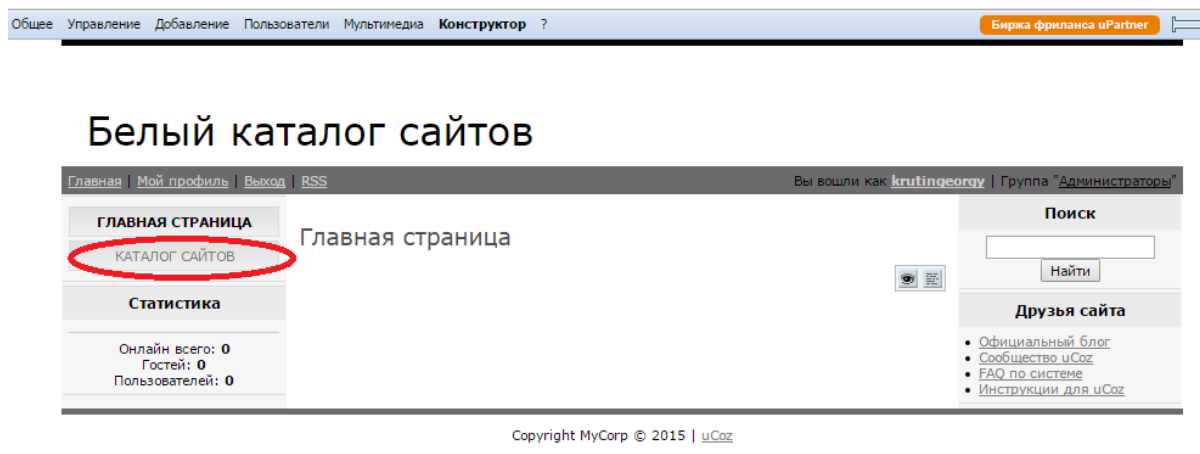 Общее Управление Добавление Пользователи Мультимедиа Конструктор ? Биржа фриланса uPartner
Белый каталог сайтов
Главная | Мой профиль | Выход | RSS Вы вошли как krutingeorgy | Группа "Администраторы"
ГЛАВНАЯ СТРАНИЦА
КАТАЛОГ САЙТОВ
Статистика
Онлайн всего: 0
Гостей: 0
Пользователей: 0
Главная страница
Поиск
Найти
Друзья сайта
Официальный блог
Сообщество uCoz
FAQ по системе
Инструкции для uCoz
Copyright MyCorp © 2015 | uCoz